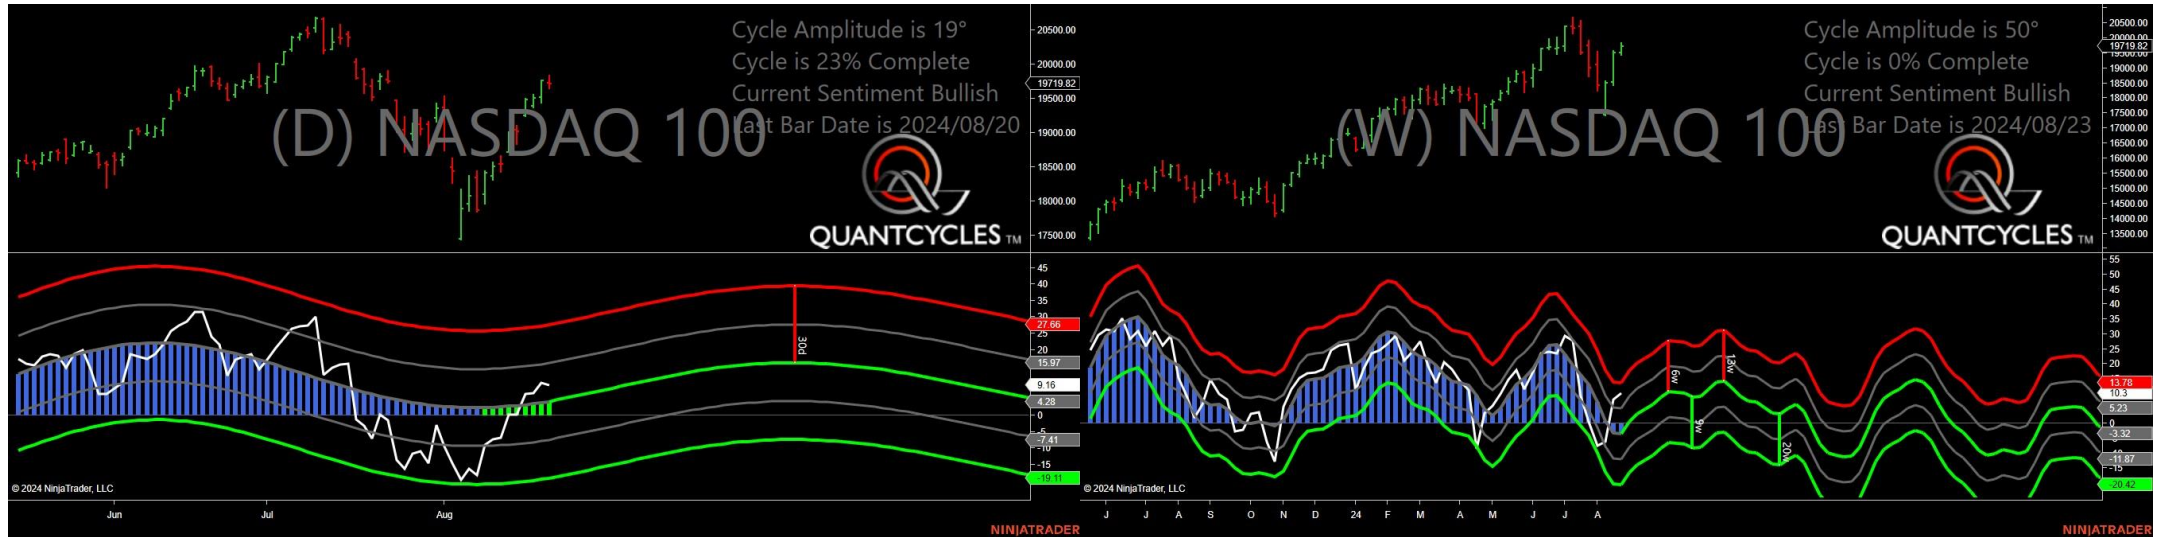 Cycle Amplitude is 19°
Cycle is 23% Complete
Current Sentiment Bullish
Last Bar Date is 2024/08/20
(D) NASDAQ 100
QUANTCYCLES TM
20500.00
20000.00
19719.82
19500.00
19000.00
18500.00
18000.00
17500.00
45
40
35
30
27.66
25
20
15.97
9.16
4.28
0
-5
-7.41
-10
-15
-19.11
30d
© 2024 NinjaTrader, LLC
Jun
Jul
Aug
NINJATRADER
Cycle Amplitude is 50°
Cycle is 0% Complete
Current Sentiment Bullish
Last Bar Date is 2024/08/23
(W) NASDAQ 100
QUANTCYCLES TM
20500.00
20000.00
19719.82
19000.00
18500.00
18000.00
17500.00
17000.00
16500.00
16000.00
15500.00
15000.00
14500.00
14000.00
13500.00
55
50
45
40
35
30
25
20
13.78
10.3
5.23
0
-3.32
-11.87
-15
-20.42
6w
13w
9w
20w
© 2024 NinjaTrader, LLC
J J A S O N D 24 F M A M J J A
NINJATRADER